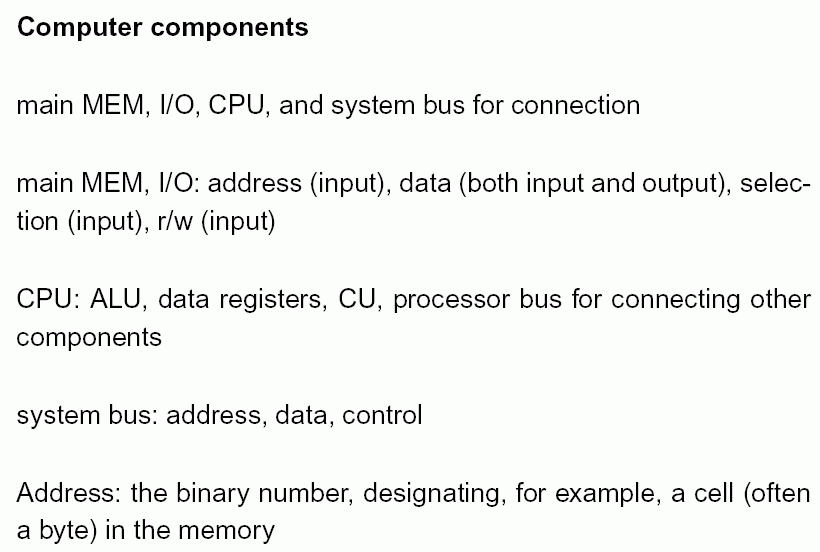 Computer components
main MEM, I/O, CPU, and system bus for connection
main MEM, I/O: address (input), data (both input and output), selec-
tion (input), r/w (input)
CPU: ALU, data registers, CU, processor bus for connecting other
components
system bus: address, data, control
Address: the binary number, designating, for example, a cell (often
a byte) in the memory